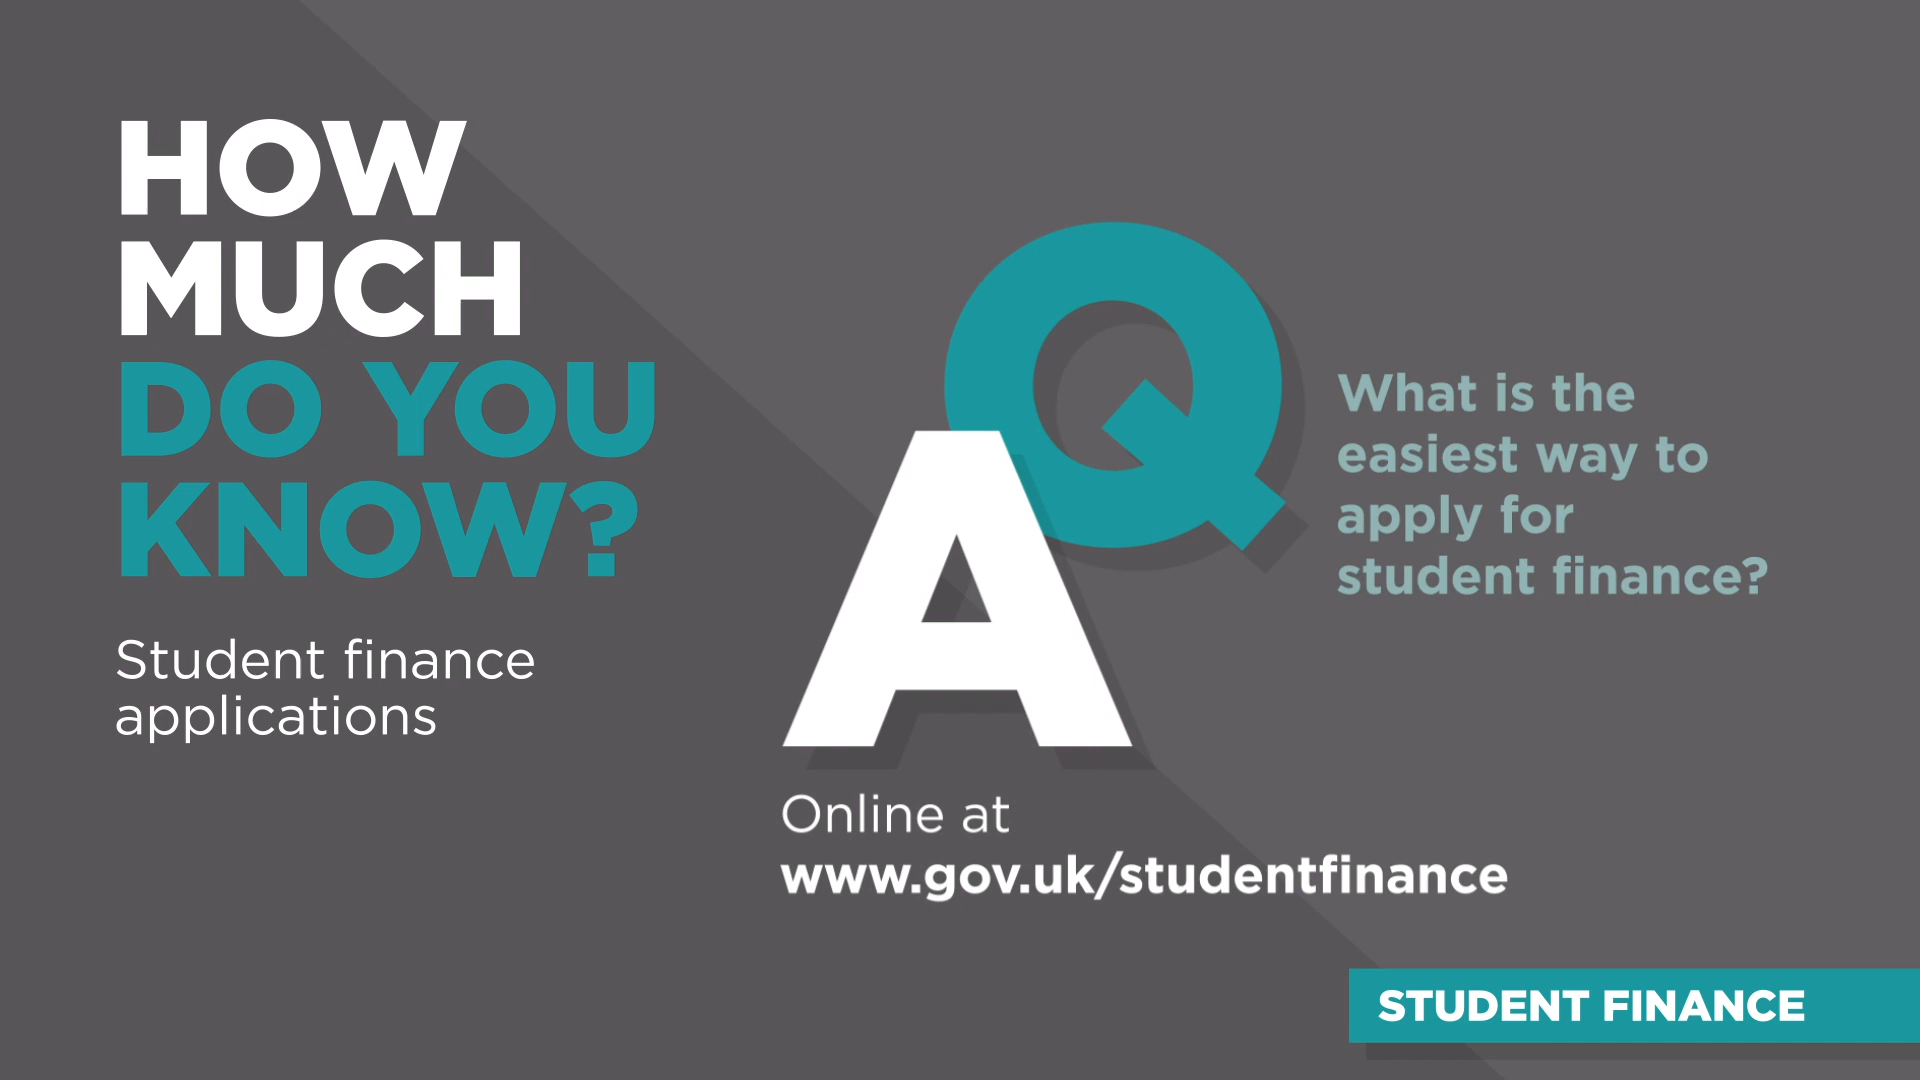 HOW
MUCH
DO YOU
KNOW?
Student finance
applications
Q
What is the
easiest way to
apply for
student finance?
A
Online at
www.gov.uk/studentfinance
STUDENT FINANCE